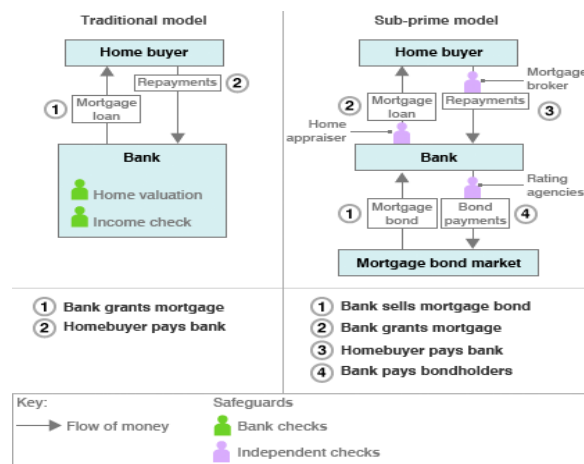 Traditional model
Home buyer
Repayments
2
1
Mortgage
loan
Bank
Home valuation
Income check
1 Bank grants mortgage
2 Homebuyer pays bank
Sub-prime model
Home buyer
Mortgage
broker
2
Mortgage
loan
Repayments
3
Home
appraiser
Bank
Rating
agencies
1
Mortgage
bond
Bond
payments
4
Mortgage bond market
1 Bank sells mortgage bond
2 Bank grants mortgage
3 Homebuyer pays bank
4 Bank pays bondholders
Key:
Flow of money
Safeguards
Bank checks
Independent checks